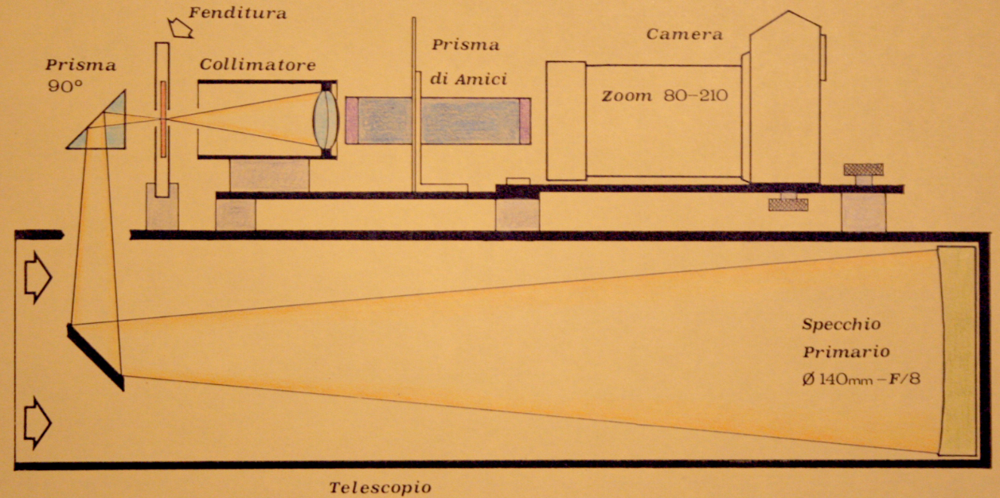 Fenditura
Prisma
90°
Collimatore
Prisma
di Amici
Camera
Zoom 80-210
Specchio
Primario
Ø 140mm - F/8
Telescopio